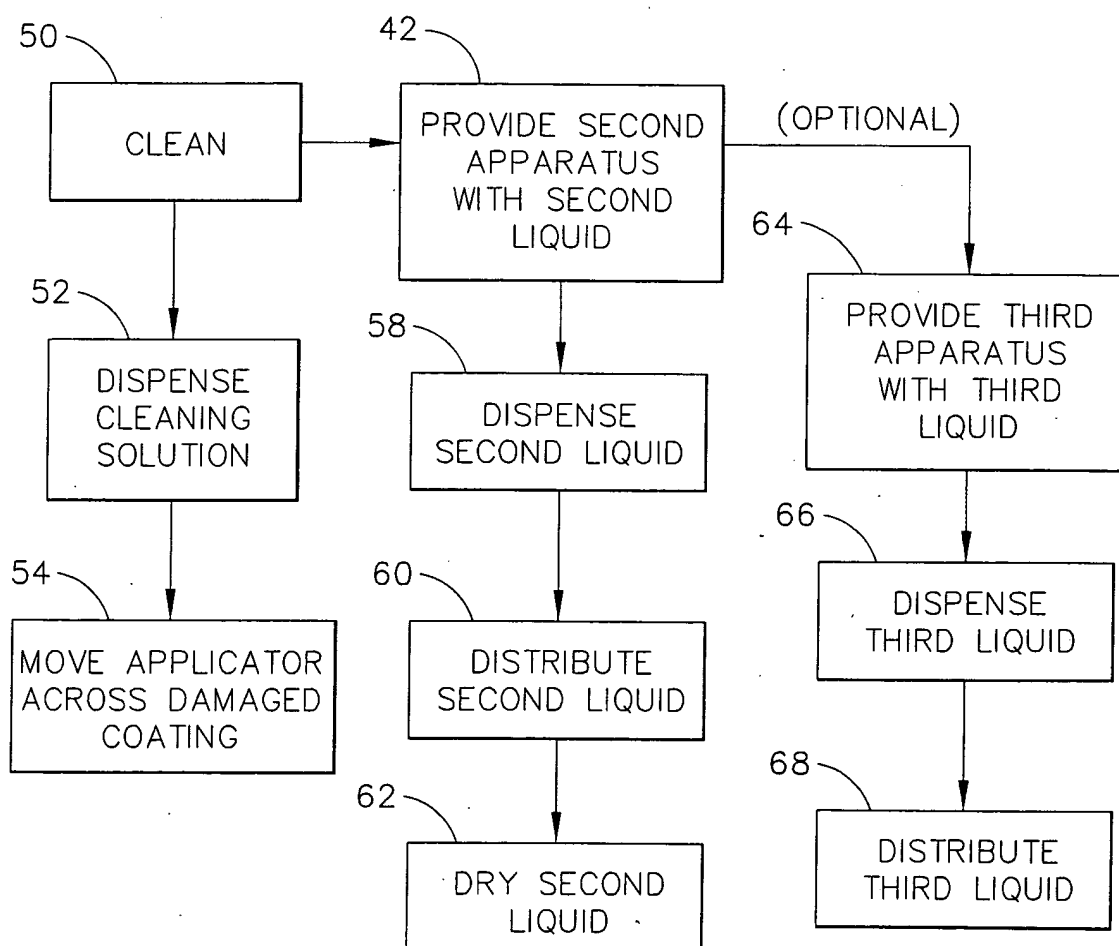 50
CLEAN
52
DISPENSE
CLEANING
SOLUTION
54
MOVE APPLICATOR
ACROSS DAMAGED
COATING
42
PROVIDE SECOND
APPARATUS
WITH SECOND
LIQUID
58
DISPENSE
SECOND LIQUID
60
DISTRIBUTE
SECOND LIQUID
62
DRY SECOND
LIQUID
(OPTIONAL)
64
PROVIDE THIRD
APPARATUS
WITH THIRD
LIQUID
66
DISPENSE
THIRD LIQUID
68
DISTRIBUTE
THIRD LIQUID